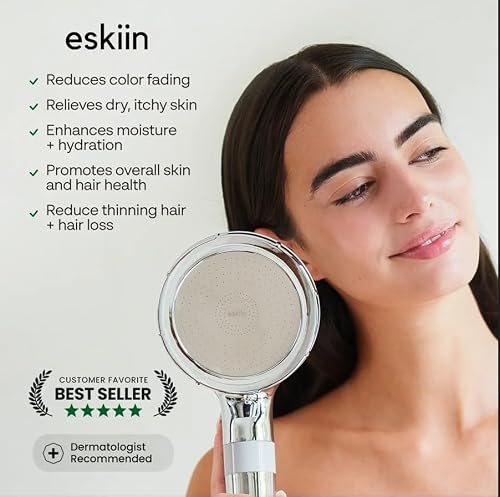 eskiin
Reduces color fading
Relieves dry, itchy skin
Enhances moisture
+ hydration
Promotes overall skin
and hair health
Reduce thinning hair
+ hair loss
eskiin
CUSTOMER FAVORITE
BEST SELLER
Dermatologist
Recommended